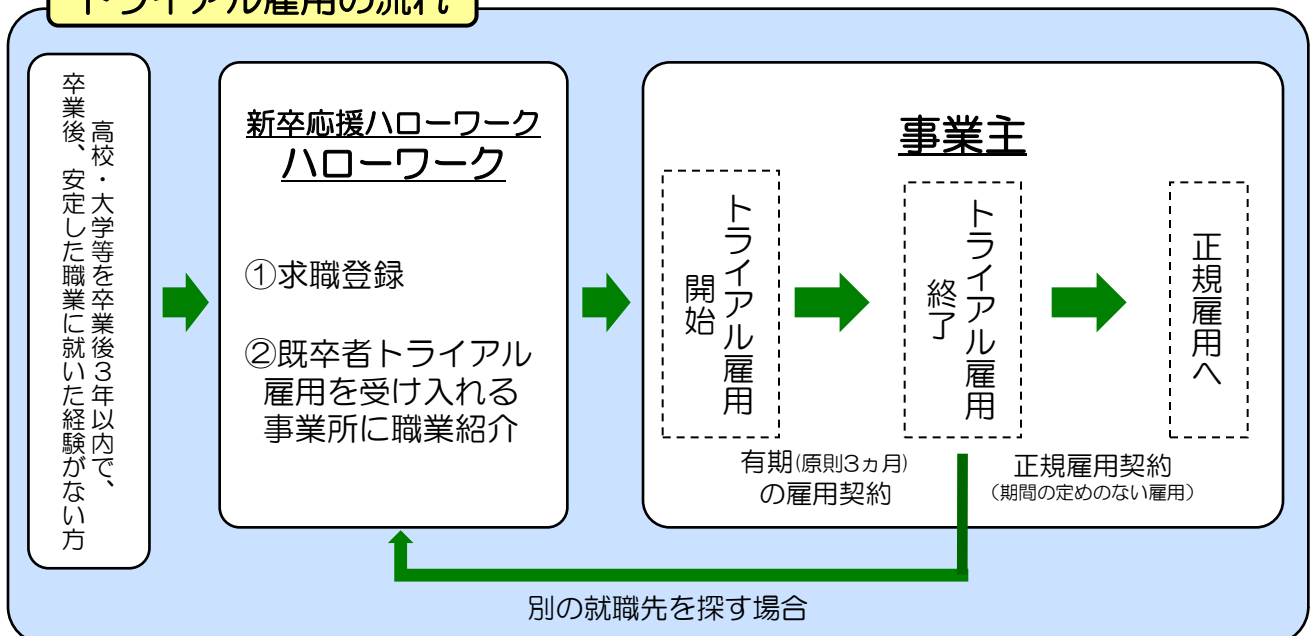 トライアル雇用の流れ
高校・大学等を卒業後３年以内で、
卒業後、安定した職業に就いた経験がない方
新卒応援ハローワーク
ハローワーク
①求職登録
②既卒者トライアル
雇用を受け入れる
事業所に職業紹介
事業主
トライアル雇用
開始
トライアル雇用
終了
正規雇用へ
有期(原則3ヵ月)
の雇用契約
正規雇用契約
（期間の定めのない雇用）
別の就職先を探す場合